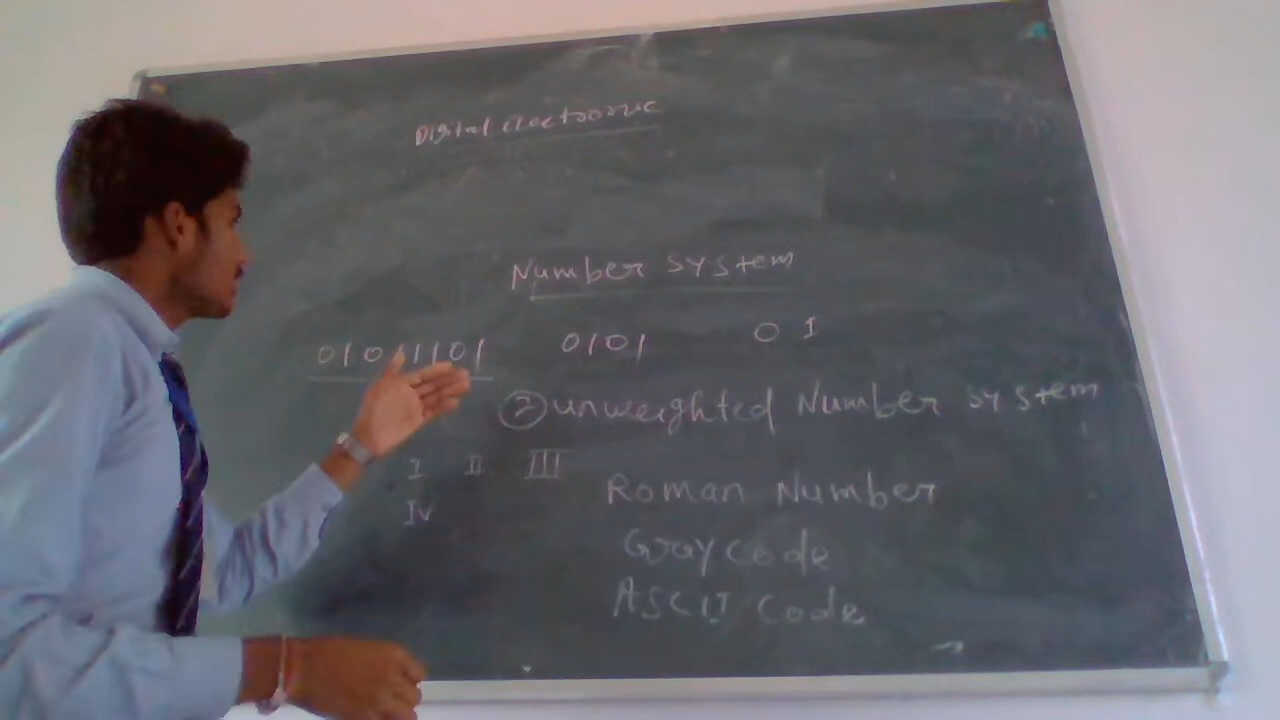 Digital electronic
Number system
01011101 0101 0 1
② unweighted Number system
I II III
IV
Roman Number
Gray code
ASCII code